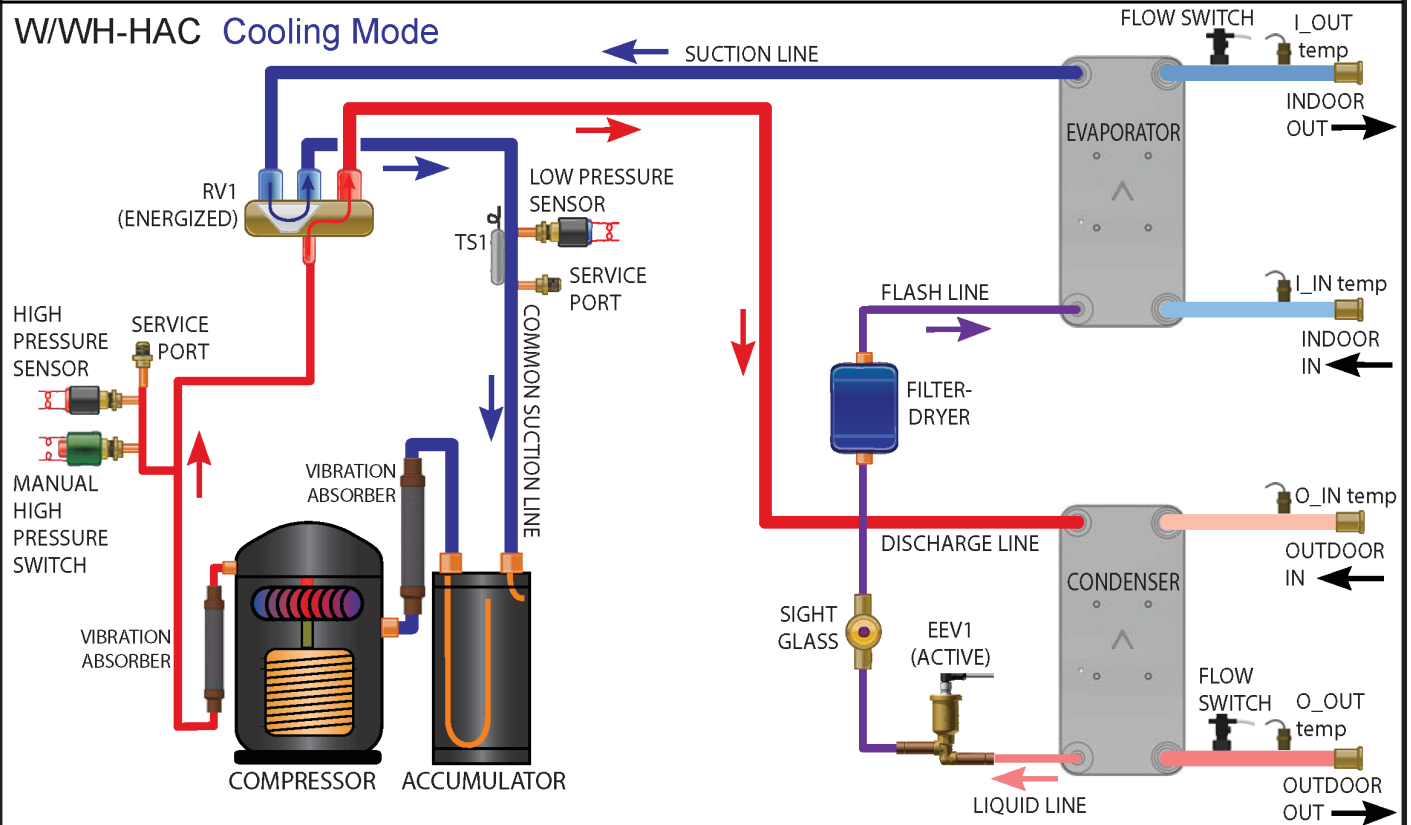 W/WH-HAC Cooling Mode
FLOW SWITCH
I_OUT
temp
SUCTION LINE
INDOOR
OUT
EVAPORATOR
RV1
(ENERGIZED)
LOW PRESSURE
SENSOR
TS1
SERVICE
PORT
FLASH LINE
I_IN temp
INDOOR
IN
HIGH
PRESSURE
SENSOR
SERVICE
PORT
COMMON SUCTION LINE
FILTER-
DRYER
MANUAL
HIGH
PRESSURE
SWITCH
VIBRATION
ABSORBER
O_IN temp
DISCHARGE LINE
OUTDOOR
IN
CONDENSER
VIBRATION
ABSORBER
SIGHT
GLASS
EEV1
(ACTIVE)
FLOW
SWITCH
O_OUT
temp
COMPRESSOR
ACCUMULATOR
LIQUID LINE
OUTDOOR
OUT